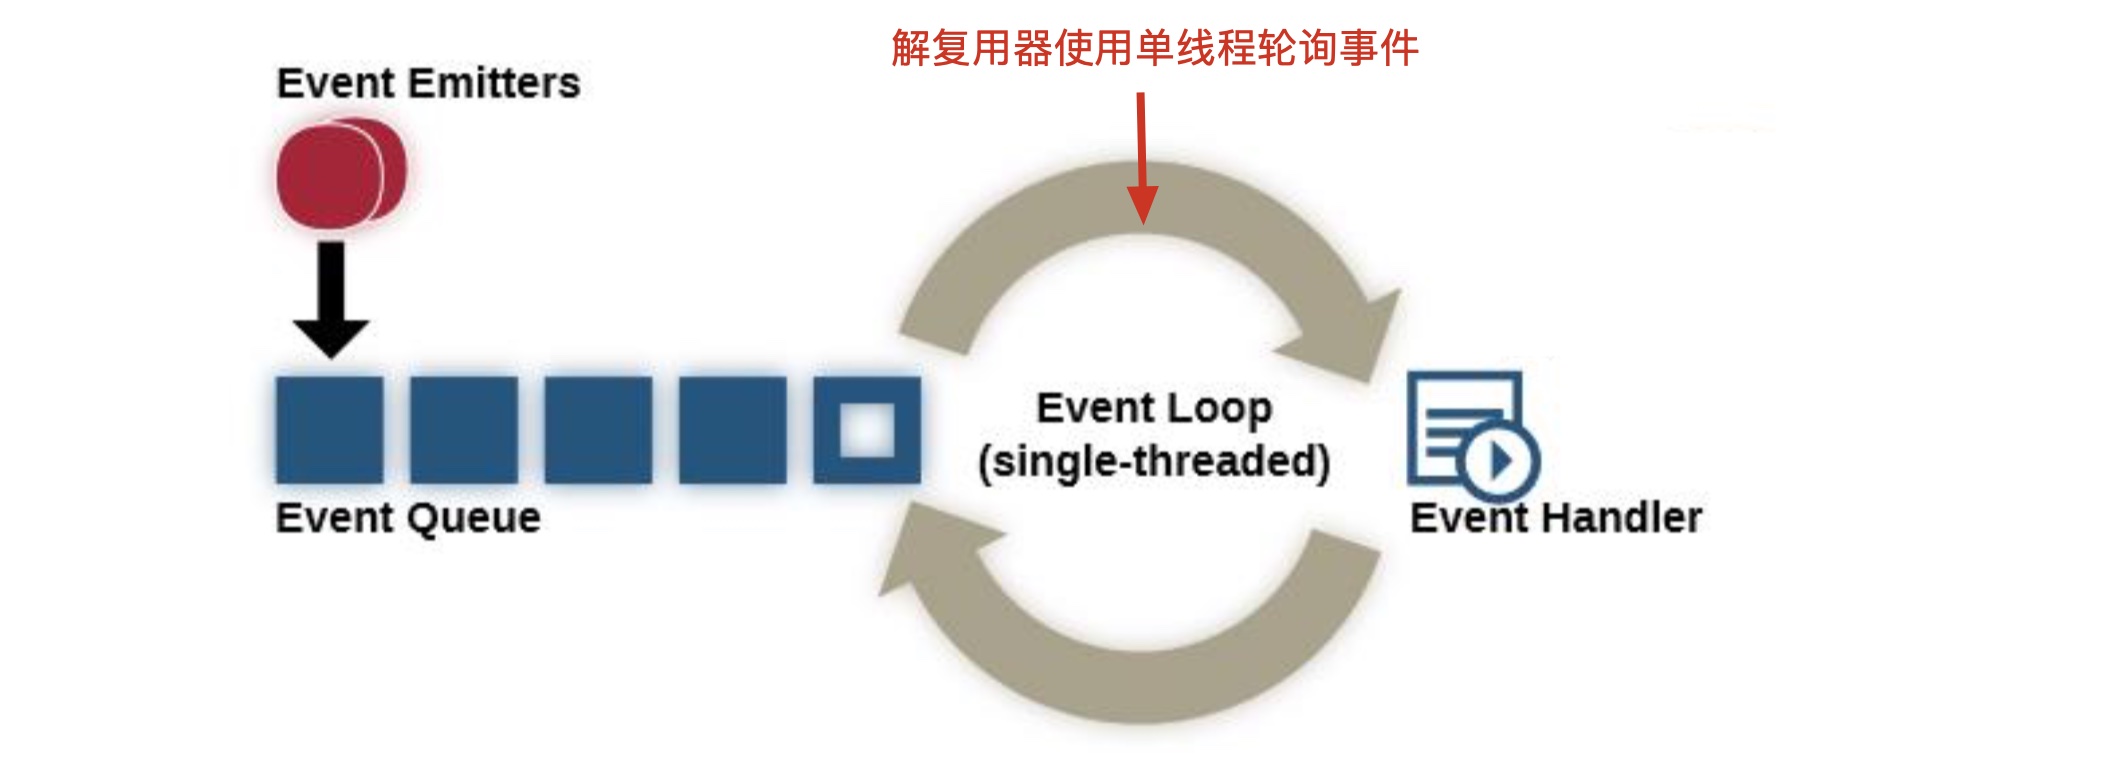 解复用器使用单线程轮询事件
Event Emitters
Event Loop
(single-threaded)
Event Queue
Event Handler